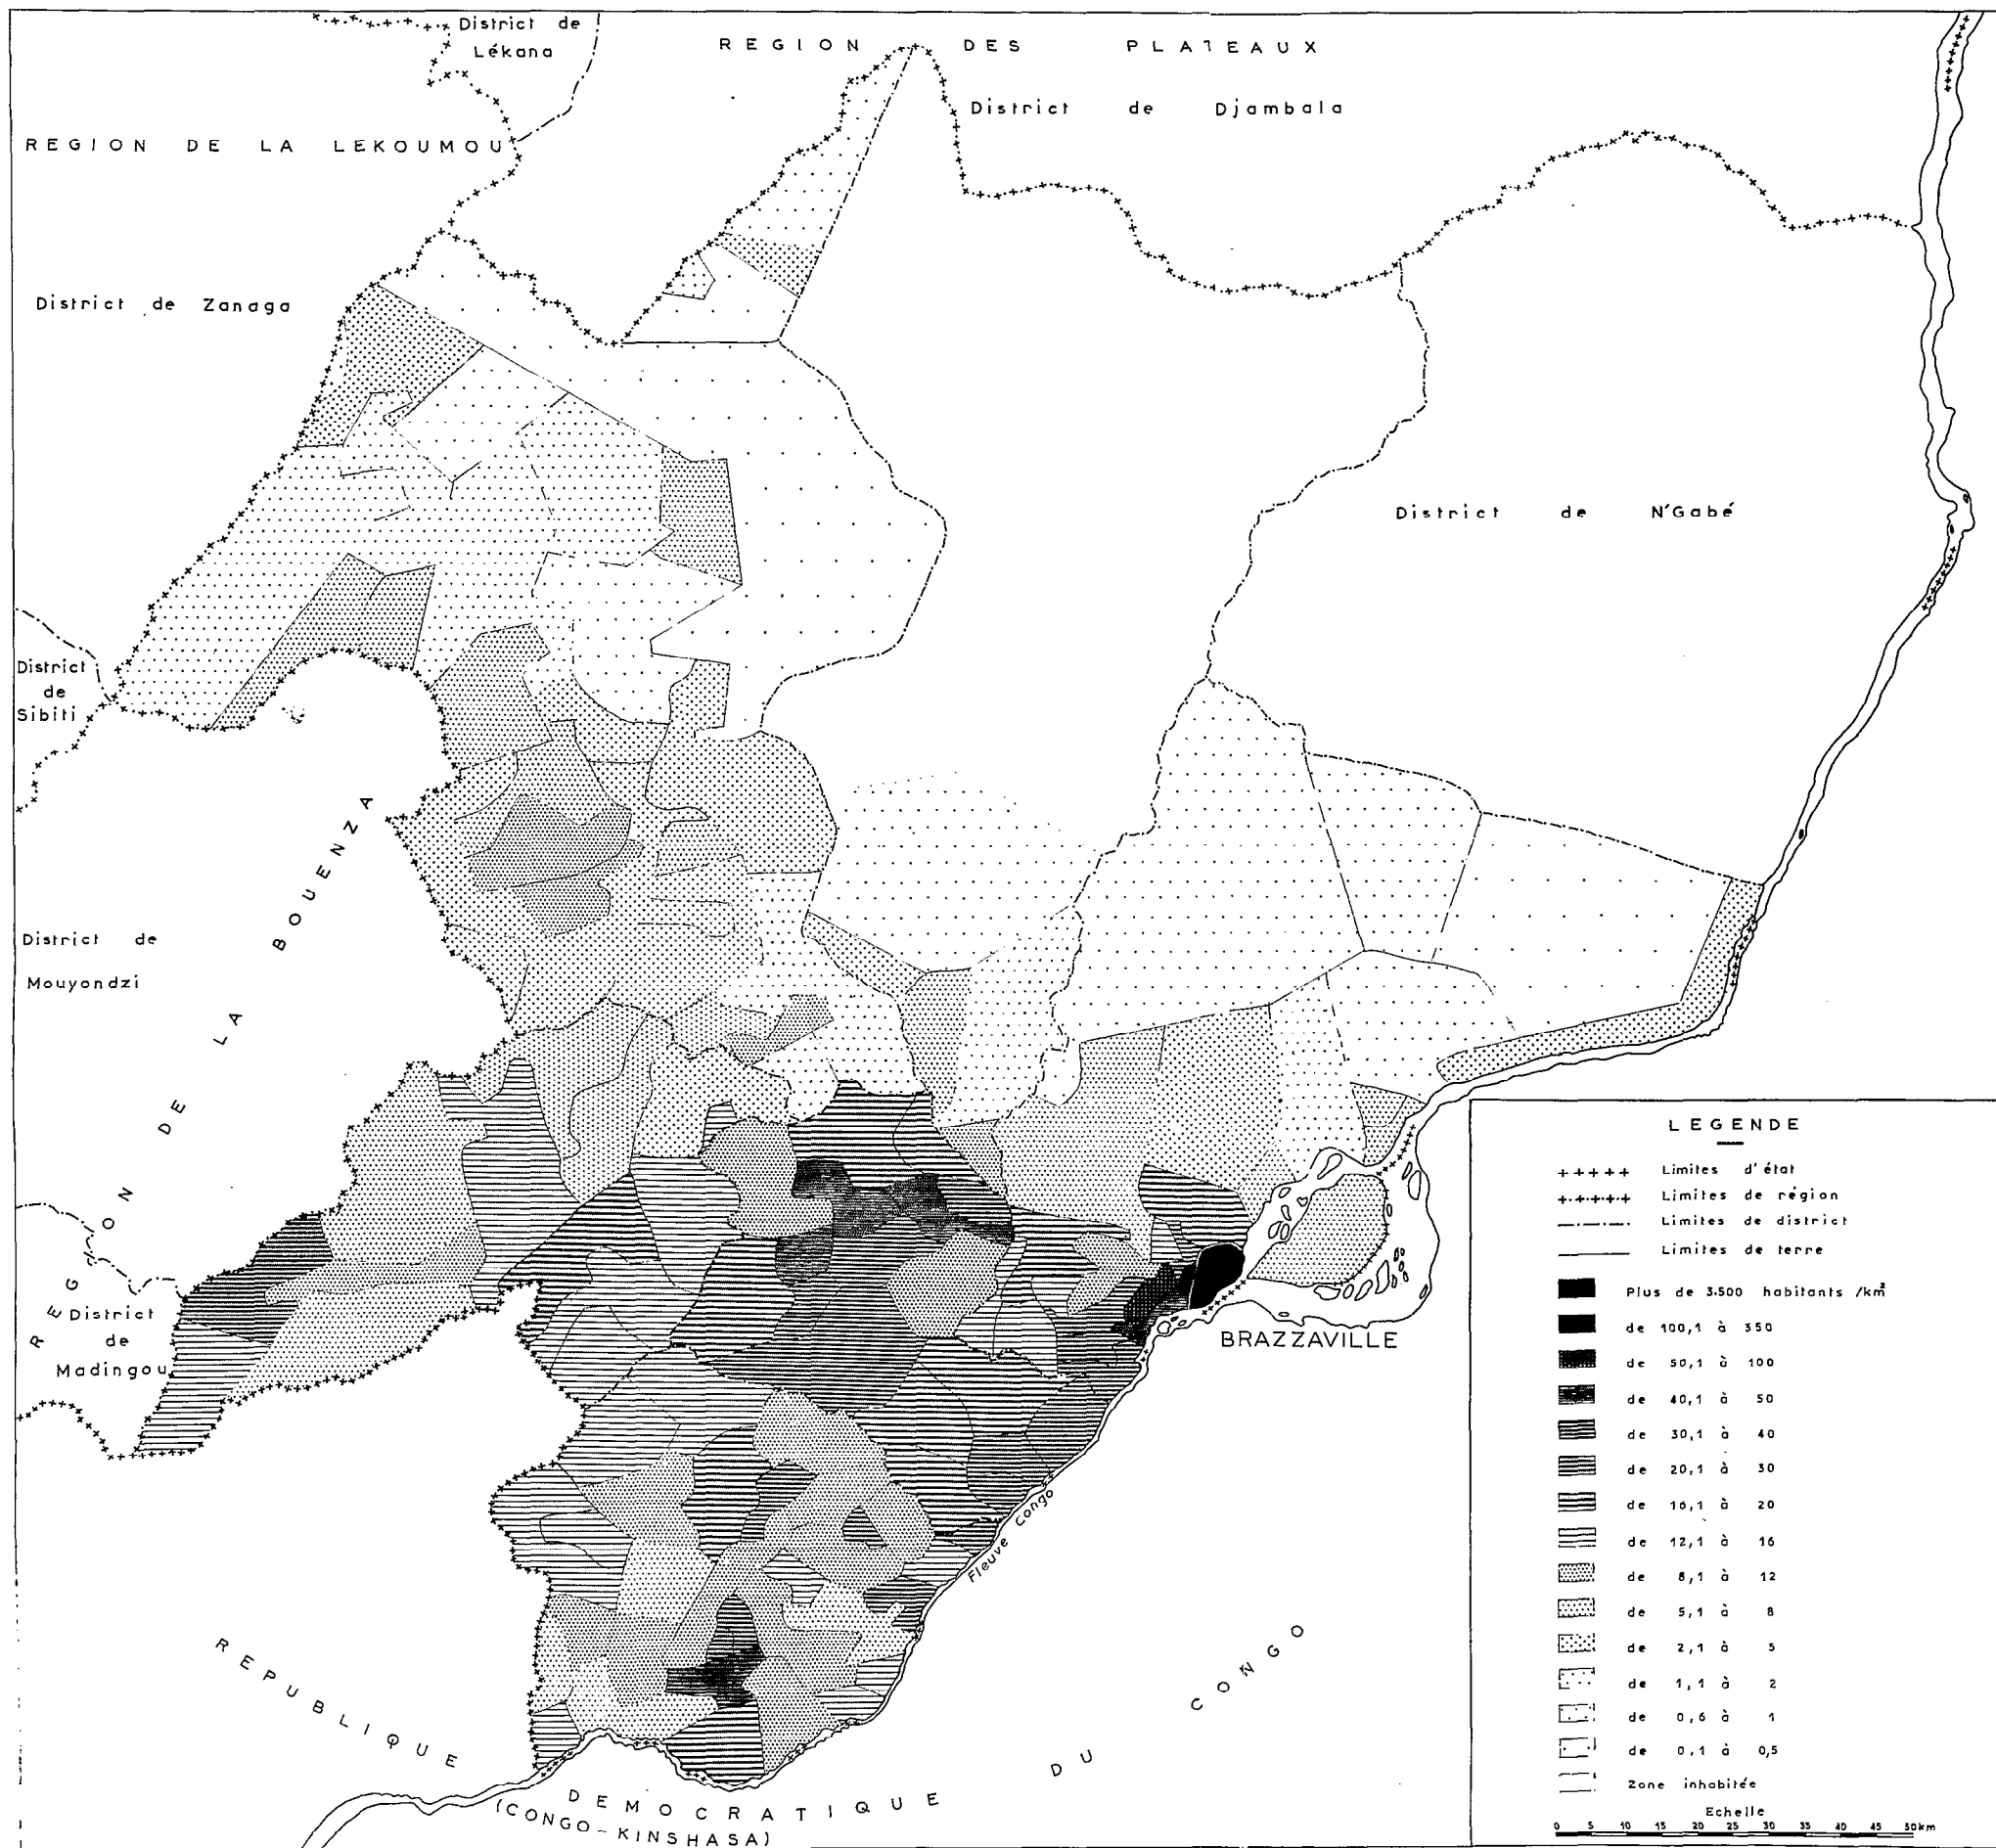 District de
Lékana
REGION DES PLATEAUX
District de Djambala
REGION DE LA LEKOUMOU
District de Zanaga
District de N'Gabé
District
de
Sibiti
REGION DE LA BOUENZA
District de
Mouyondzi
District
de
Madingou
BRAZZAVILLE
Fleuve Congo
REPUBLIQUE DEMOCRATIQUE DU CONGO
(CONGO-KINSHASA)
LEGENDE
Limites d'état
Limites de région
Limites de district
Limites de terre
Plus de 3.500 habitants /km²
de 100,1 à 350
de 50,1 à 100
de 40,1 à 50
de 30,1 à 40
de 20,1 à 30
de 16,1 à 20
de 12,1 à 16
de 8,1 à 12
de 5,1 à 8
de 2,1 à 5
de 1,1 à 2
de 0,6 à 1
de 0,1 à 0,5
Zone inhabitée
Echelle
0 5 10 15 20 25 30 35 40 45 50km